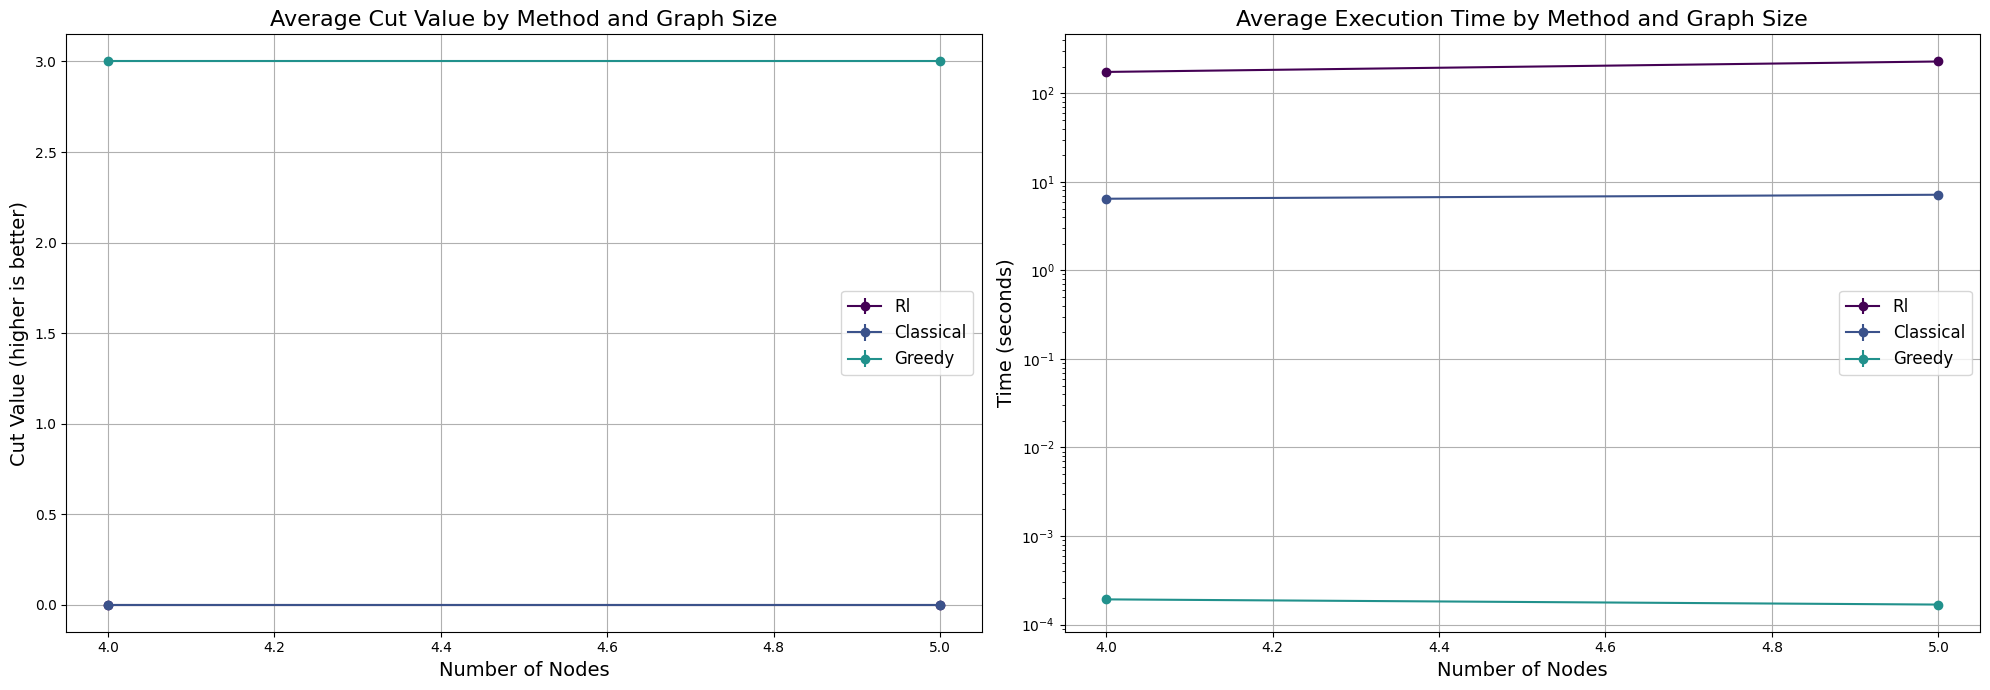 Average Cut Value by Method and Graph Size
Cut Value (higher is better)
3.0
2.5
2.0
1.5
1.0
0.5
0.0
Rl
Classical
Greedy
4.0 4.2 4.4 4.6 4.8 5.0
Number of Nodes
Average Execution Time by Method and Graph Size
Time (seconds)
10²
10¹
10⁰
10⁻¹
10⁻²
10⁻³
10⁻⁴
Rl
Classical
Greedy
4.0 4.2 4.4 4.6 4.8 5.0
Number of Nodes